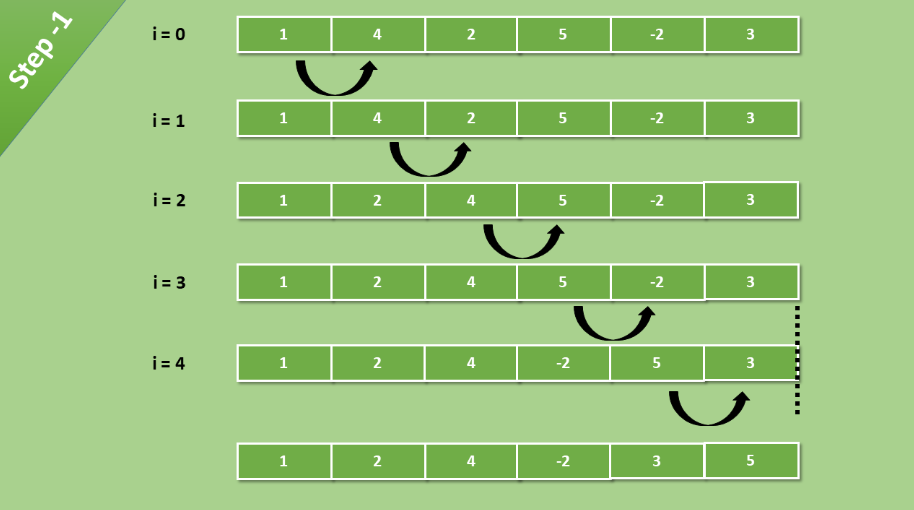 Step -1
i = 0 1 4 2 5 -2 3
i = 1 1 4 2 5 -2 3
i = 2 1 2 4 5 -2 3
i = 3 1 2 4 5 -2 3
i = 4 1 2 4 -2 5 3
1 2 4 -2 3 5